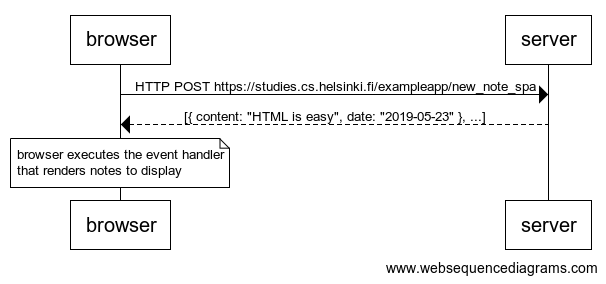 browser
server
HTTP POST https://studies.cs.helsinki.fi/exampleapp/new_note_spa
[{ content: "HTML is easy", date: "2019-05-23" }, ...]
browser executes the event handler
that renders notes to display
browser
server
www.websequencediagrams.com